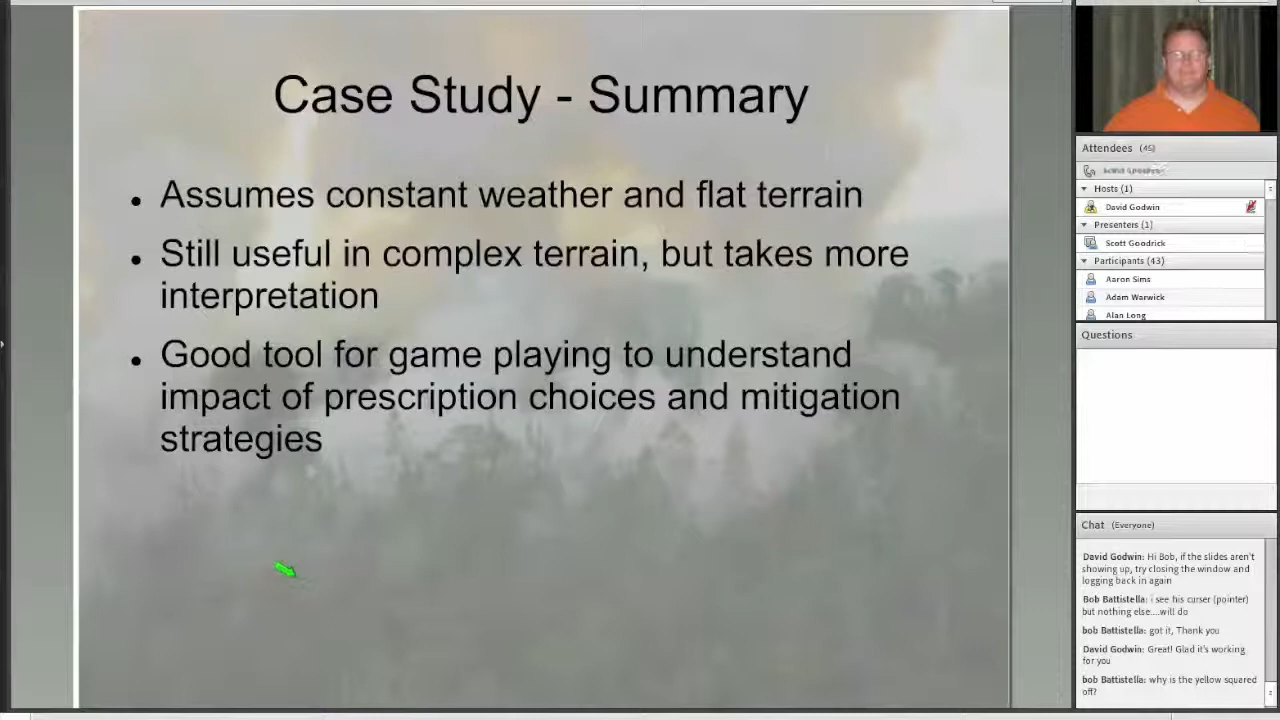 Case Study - Summary
Assumes constant weather and flat terrain
Still useful in complex terrain, but takes more
interpretation
Good tool for game playing to understand
impact of prescription choices and mitigation
strategies
Attendees (45)
Hosts (1)
David Godwin
Presenters (1)
Scott Goodrick
Participants (43)
Aaron Sims
Adam Warwick
Alan Long
Questions
Chat (Everyone)
David Godwin: Hi Bob, if the slides aren't
showing up, try closing the window and
logging back in again
Bob Battistella: i see his curser (pointer)
but nothing else....will do
bob Battistella: got it, Thank you
David Godwin: Great! Glad it's working
for you
bob Battistella: why is the yellow squared
off?